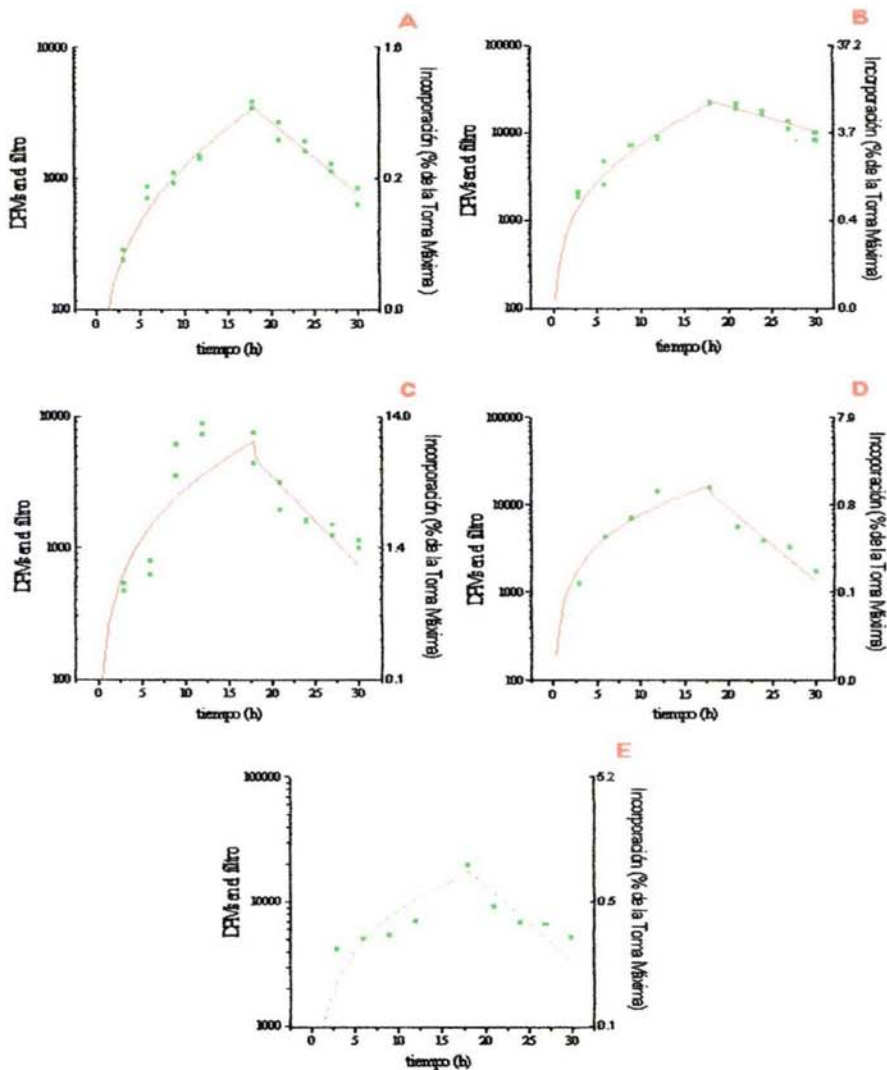 A
10000
1000
100
DPMs en el filtro
0 5 10 15 20 25 30
tiempo (h)
1.8
0.2
0.0
Incorporación (% de la Toma Máxima)
B
100000
10000
1000
100
DPMs en el filtro
0 5 10 15 20 25 30
tiempo (h)
37.2
3.7
0.4
0.0
Incorporación (% de la Toma Máxima)
C
10000
1000
100
DPMs en el filtro
0 5 10 15 20 25 30
tiempo (h)
14.0
1.4
0.1
Incorporación (% de la Toma Máxima)
D
100000
10000
1000
100
DPMs en el filtro
0 5 10 15 20 25 30
tiempo (h)
7.9
0.8
0.1
0.0
Incoporación (% de la Toma Máxima)
E
100000
10000
1000
DPMs en el filtro
0 5 10 15 20 25 30
tiempo (h)
5.2
0.5
0.1
Incorporación (% de la Toma Máxima)